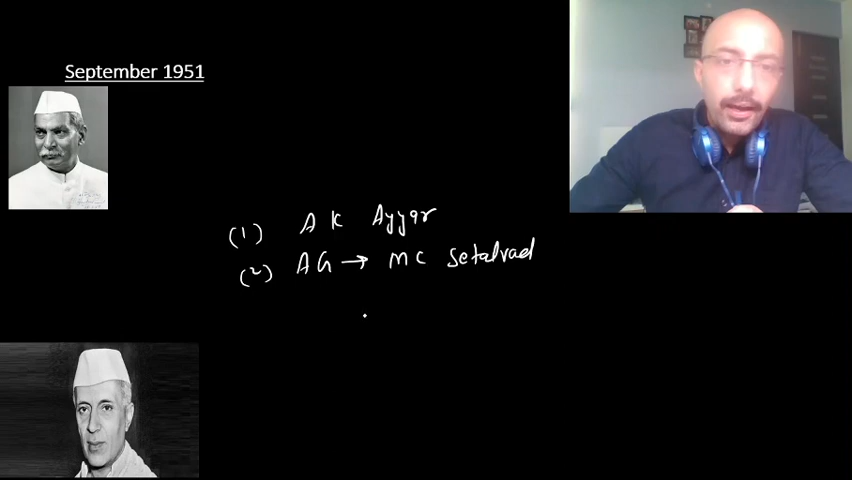 September 1951
(1) A K Ayyar
(2) AG → MC Setalvad